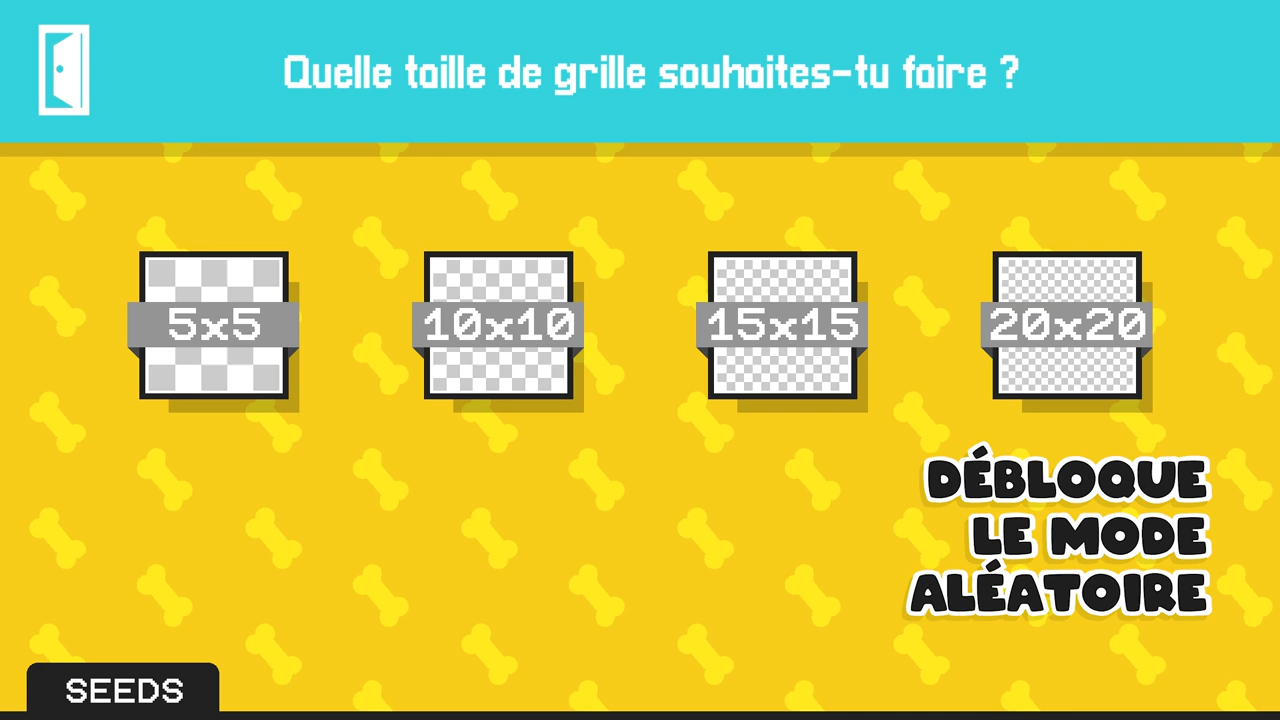 Quelle taille de grille souhaites-tu faire ?
5x5
10x10
15x15
20x20
DÉBLOQUE
LE MODE
ALÉATOIRE
SEEDS